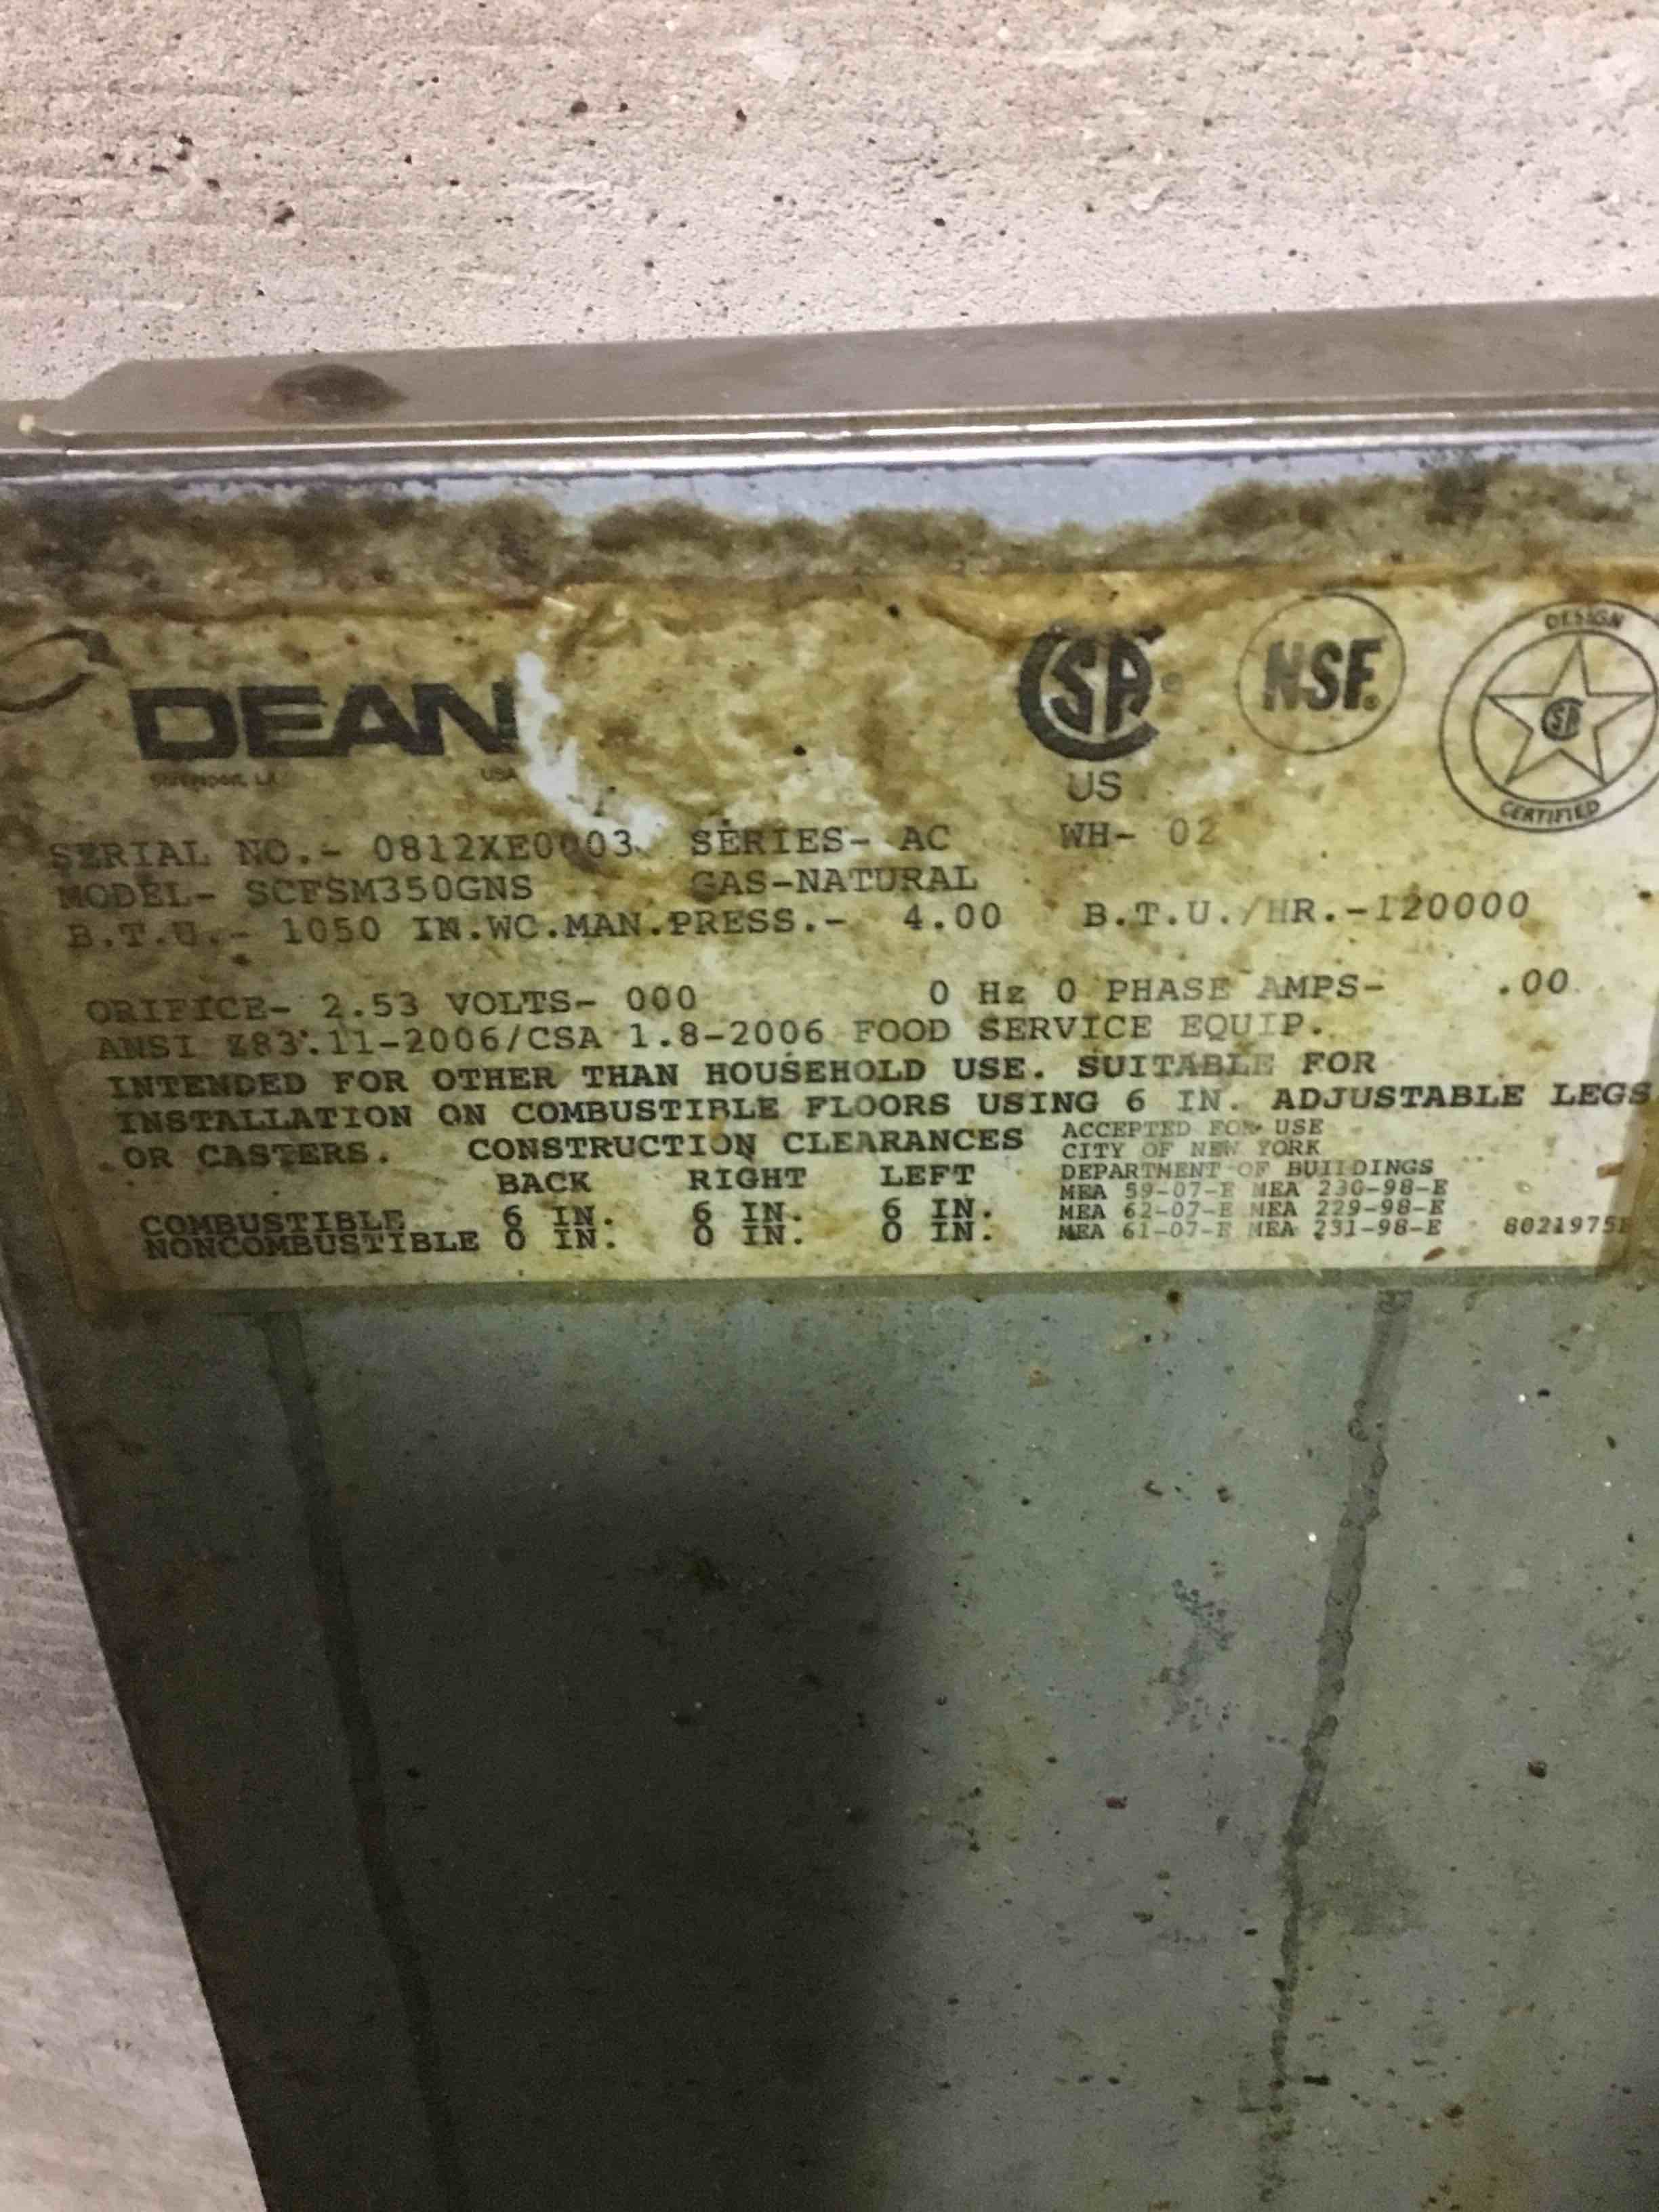 DEAN
USA
CSA
US
NSF.
DESIGN
CSA
CERTIFIED
SERIAL NO.- 0812XE0003 SERIES- AC WH- 02
MODEL- SCFSM350GNS GAS-NATURAL
B.T.U.- 1050 IN.WC.MAN.PRESS.- 4.00 B.T.U./HR.-120000
ORIFICE- 2.53 VOLTS- 000 0 Hz 0 PHASE AMPS- .00
ANSI Z83.11-2006/CSA 1.8-2006 FOOD SERVICE EQUIP.
INTENDED FOR OTHER THAN HOUSEHOLD USE. SUITABLE FOR
INSTALLATION ON COMBUSTIBLE FLOORS USING 6 IN. ADJUSTABLE LEGS
OR CASTERS. CONSTRUCTION CLEARANCES
BACK RIGHT LEFT
COMBUSTIBLE 6 IN. 6 IN. 6 IN.
NONCOMBUSTIBLE 0 IN. 0 IN. 0 IN.
ACCEPTED FOR USE
CITY OF NEW YORK
DEPARTMENT OF BUILDINGS
MEA 59-07-E MEA 230-98-E
MEA 62-07-E MEA 229-98-E
MEA 61-07-E MEA 231-98-E